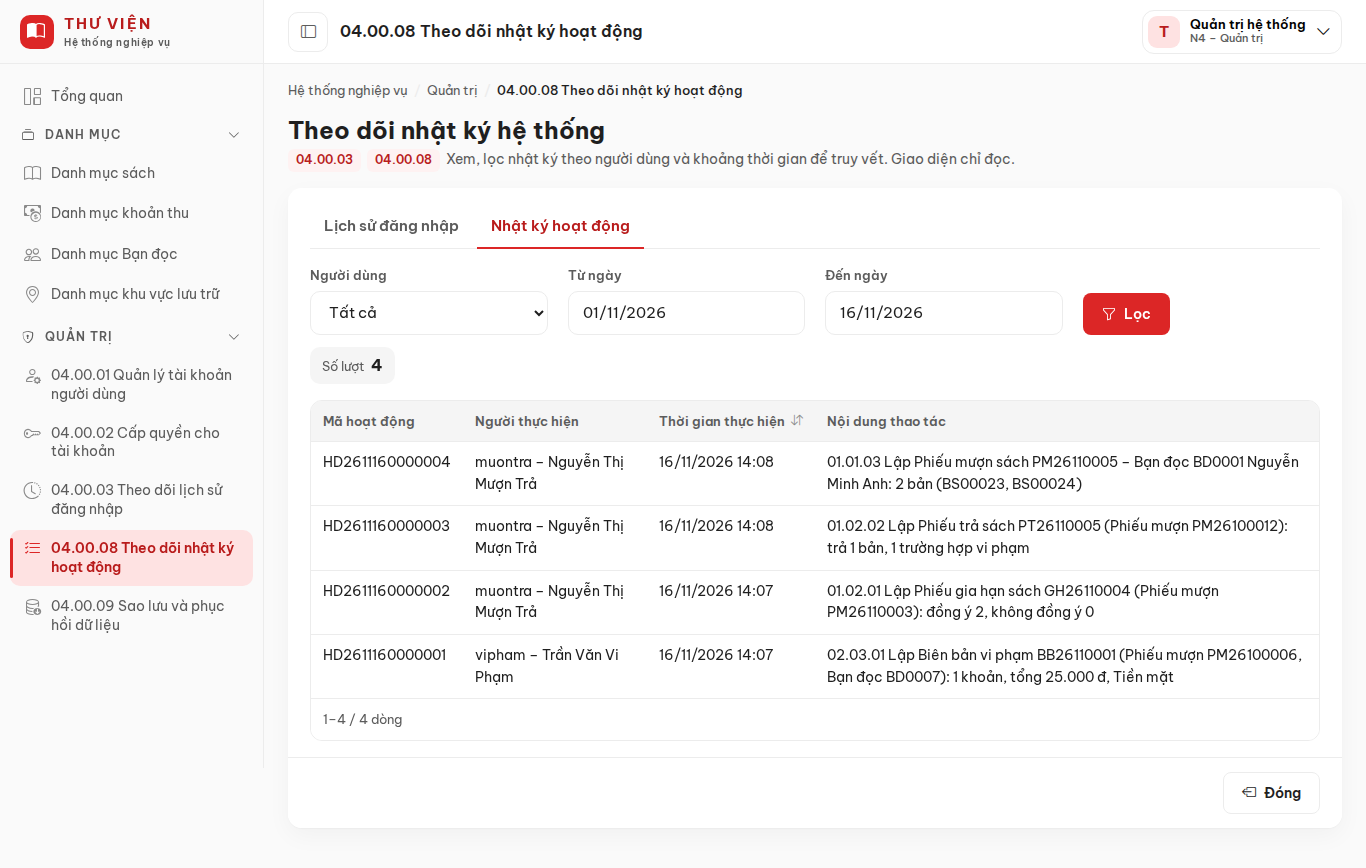 THƯ VIỆN
Hệ thống nghiệp vụ
04.00.08 Theo dõi nhật ký hoạt động
T
Quản trị hệ thống
N4 – Quản trị
Tổng quan
DANH MỤC
Danh mục sách
Danh mục khoản thu
Danh mục Bạn đọc
Danh mục khu vực lưu trữ
QUẢN TRỊ
04.00.01 Quản lý tài khoản
người dùng
04.00.02 Cấp quyền cho
tài khoản
04.00.03 Theo dõi lịch sử
đăng nhập
04.00.08 Theo dõi nhật ký
hoạt động
04.00.09 Sao lưu và phục
hồi dữ liệu
Hệ thống nghiệp vụ / Quản trị / 04.00.08 Theo dõi nhật ký hoạt động
Theo dõi nhật ký hệ thống
04.00.03 04.00.08 Xem, lọc nhật ký theo người dùng và khoảng thời gian để truy vết. Giao diện chỉ đọc.
Lịch sử đăng nhập Nhật ký hoạt động
Người dùng Từ ngày Đến ngày
Tất cả 01/11/2026 16/11/2026 Lọc
Số lượt 4
Mã hoạt động Người thực hiện Thời gian thực hiện Nội dung thao tác
HD2611160000004 muontra – Nguyễn Thị 16/11/2026 14:08 01.01.03 Lập Phiếu mượn sách PM26110005 – Bạn đọc BD0001 Nguyễn
Mượn Trả Minh Anh: 2 bản (BS00023, BS00024)
HD2611160000003 muontra – Nguyễn Thị 16/11/2026 14:08 01.02.02 Lập Phiếu trả sách PT26110005 (Phiếu mượn PM26100012):
Mượn Trả trả 1 bản, 1 trường hợp vi phạm
HD2611160000002 muontra – Nguyễn Thị 16/11/2026 14:07 01.02.01 Lập Phiếu gia hạn sách GH26110004 (Phiếu mượn
Mượn Trả PM26110003): đồng ý 2, không đồng ý 0
HD2611160000001 vipham – Trần Văn Vi 16/11/2026 14:07 02.03.01 Lập Biên bản vi phạm BB26110001 (Phiếu mượn PM26100006,
Phạm Bạn đọc BD0007): 1 khoản, tổng 25.000 đ, Tiền mặt
1–4 / 4 dòng
Đóng